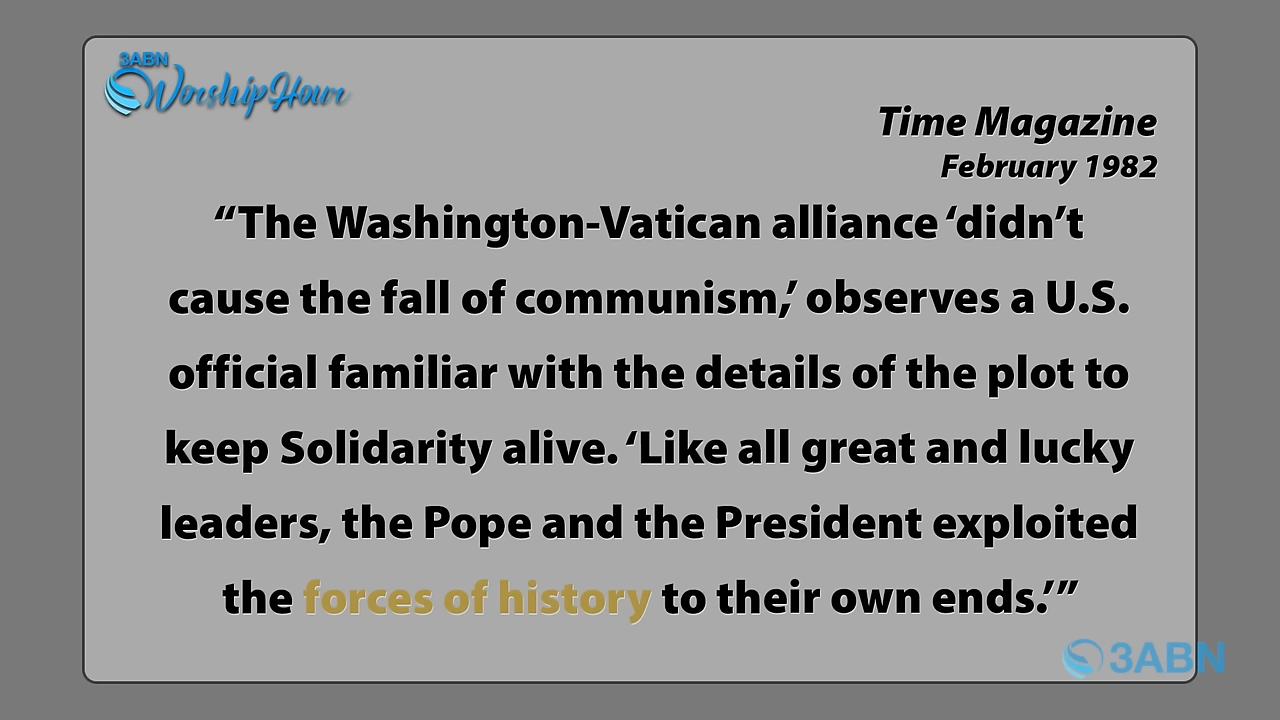 3ABN
Worship Hour
Time Magazine
February 1982
“The Washington-Vatican alliance ‘didn’t
cause the fall of communism,’ observes a U.S.
official familiar with the details of the plot to
keep Solidarity alive. ‘Like all great and lucky
leaders, the Pope and the President exploited
the forces of history to their own ends.’”
3ABN